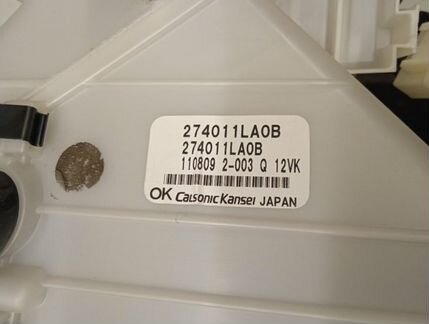 274011LA0B
274011LA0B
110809 2-003 Q 12VK
OK Calsonic Kansei JAPAN